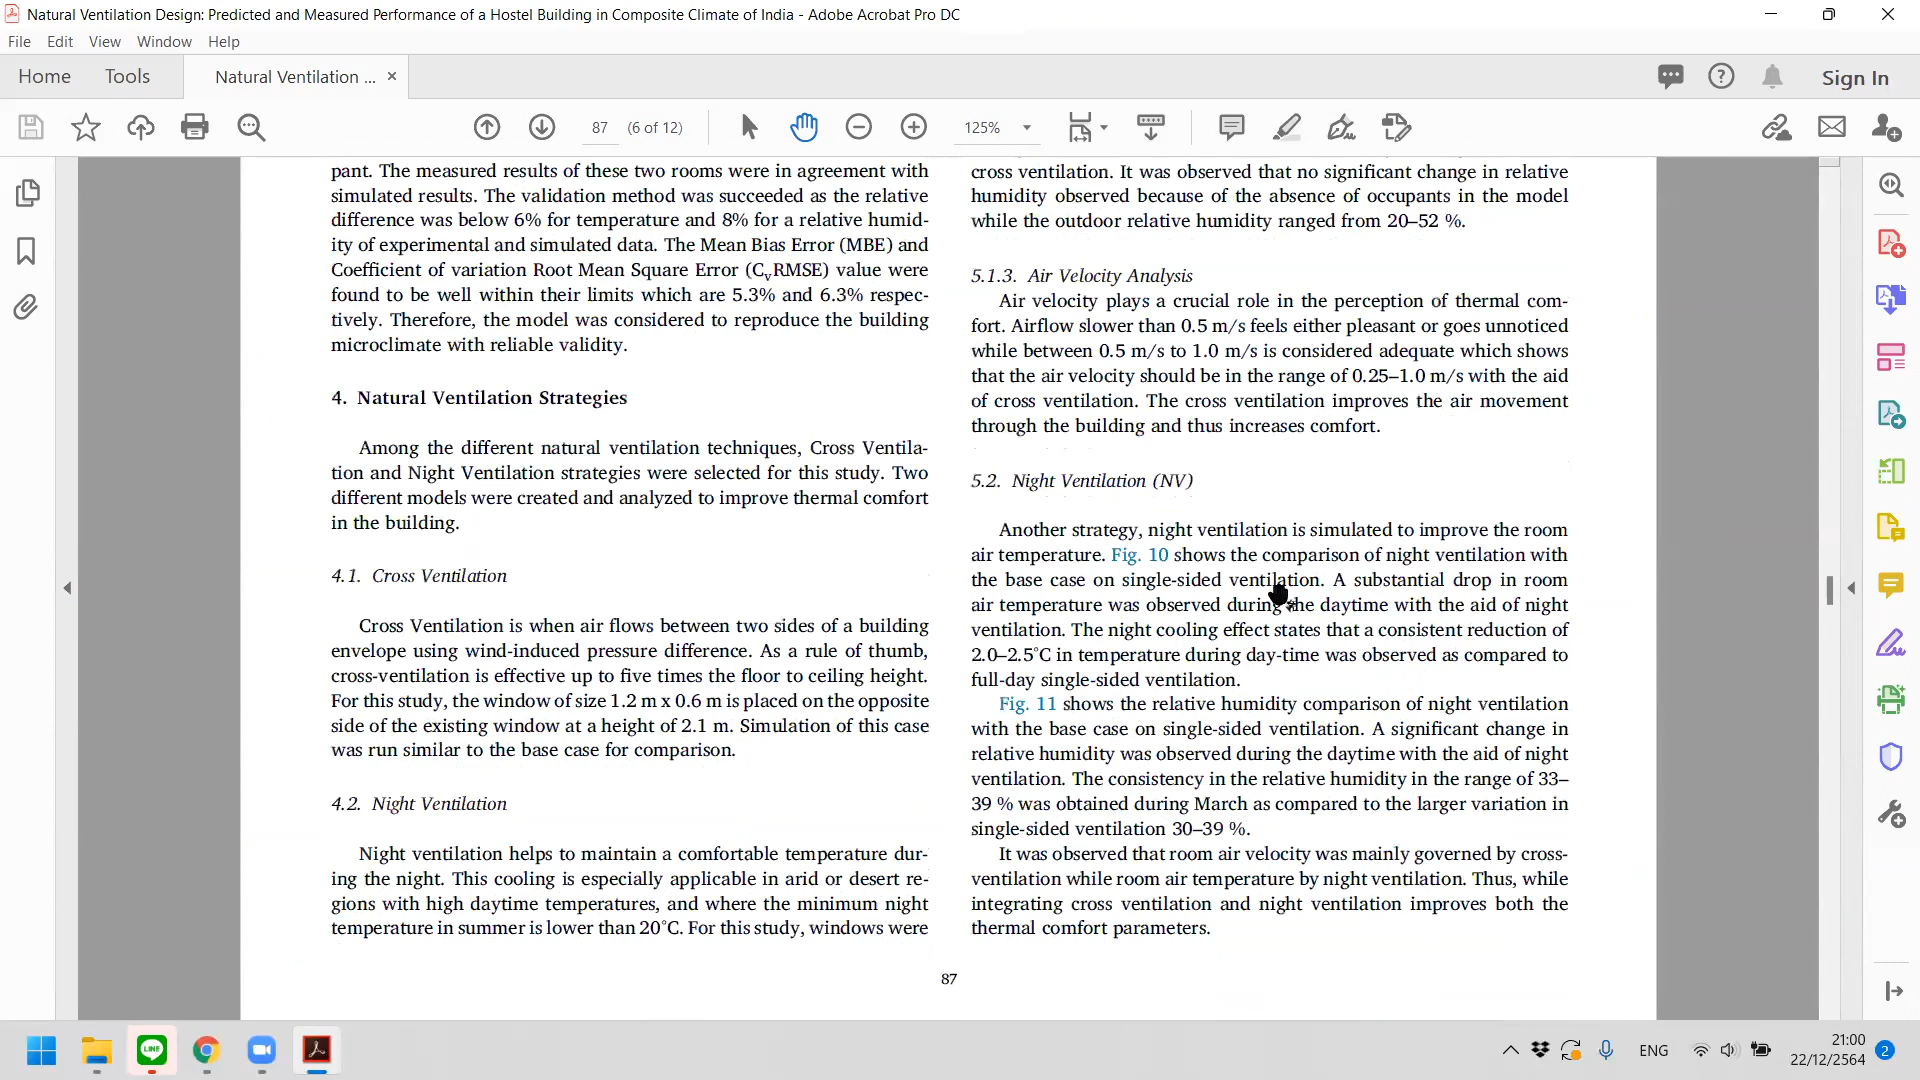 Natural Ventilation Design: Predicted and Measured Performance of a Hostel Building in Composite Climate of India - Adobe Acrobat Pro DC
File Edit View Window Help
Home Tools Natural Ventilation ... × Sign In
87 (6 of 12) 125%
pant. The measured results of these two rooms were in agreement with
simulated results. The validation method was succeeded as the relative
difference was below 6% for temperature and 8% for a relative humid-
ity of experimental and simulated data. The Mean Bias Error (MBE) and
Coefficient of variation Root Mean Square Error (CvRMSE) value were
found to be well within their limits which are 5.3% and 6.3% respec-
tively. Therefore, the model was considered to reproduce the building
microclimate with reliable validity.
4. Natural Ventilation Strategies
Among the different natural ventilation techniques, Cross Ventila-
tion and Night Ventilation strategies were selected for this study. Two
different models were created and analyzed to improve thermal comfort
in the building.
4.1. Cross Ventilation
Cross Ventilation is when air flows between two sides of a building
envelope using wind-induced pressure difference. As a rule of thumb,
cross-ventilation is effective up to five times the floor to ceiling height.
For this study, the window of size 1.2 m x 0.6 m is placed on the opposite
side of the existing window at a height of 2.1 m. Simulation of this case
was run similar to the base case for comparison.
4.2. Night Ventilation
Night ventilation helps to maintain a comfortable temperature dur-
ing the night. This cooling is especially applicable in arid or desert re-
gions with high daytime temperatures, and where the minimum night
temperature in summer is lower than 20°C. For this study, windows were
cross ventilation. It was observed that no significant change in relative
humidity observed because of the absence of occupants in the model
while the outdoor relative humidity ranged from 20–52 %.
5.1.3. Air Velocity Analysis
Air velocity plays a crucial role in the perception of thermal com-
fort. Airflow slower than 0.5 m/s feels either pleasant or goes unnoticed
while between 0.5 m/s to 1.0 m/s is considered adequate which shows
that the air velocity should be in the range of 0.25–1.0 m/s with the aid
of cross ventilation. The cross ventilation improves the air movement
through the building and thus increases comfort.
5.2. Night Ventilation (NV)
Another strategy, night ventilation is simulated to improve the room
air temperature. Fig. 10 shows the comparison of night ventilation with
the base case on single-sided ventilation. A substantial drop in room
air temperature was observed during the daytime with the aid of night
ventilation. The night cooling effect states that a consistent reduction of
2.0–2.5°C in temperature during day-time was observed as compared to
full-day single-sided ventilation.
Fig. 11 shows the relative humidity comparison of night ventilation
with the base case on single-sided ventilation. A significant change in
relative humidity was observed during the daytime with the aid of night
ventilation. The consistency in the relative humidity in the range of 33–
39 % was obtained during March as compared to the larger variation in
single-sided ventilation 30–39 %.
It was observed that room air velocity was mainly governed by cross-
ventilation while room air temperature by night ventilation. Thus, while
integrating cross ventilation and night ventilation improves both the
thermal comfort parameters.
87
LINE
ENG
21:00
22/12/2564
2